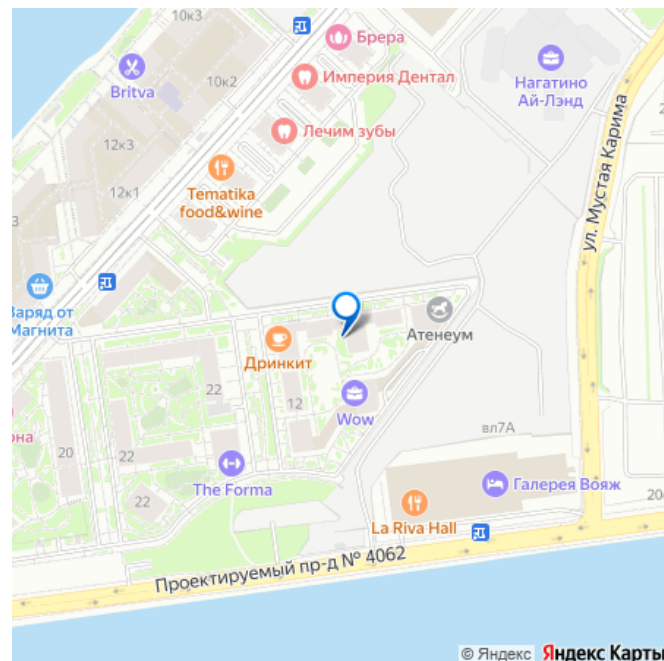 10к3
Брера
10к2
Britva
Империя Дентал
Нагатино
Ай-Лэнд
12к3
Лечим зубы
ул. Мустая Карима
12к1
Tematika
food&wine
Заряд от
Магнита
Атенеум
Дринкит
22
12
Wow
она
20
вл7А
22
The Forma
Галерея Вояж
La Riva Hall
20
Проектируемый пр-д № 4062
© Яндекс Яндекс Карты